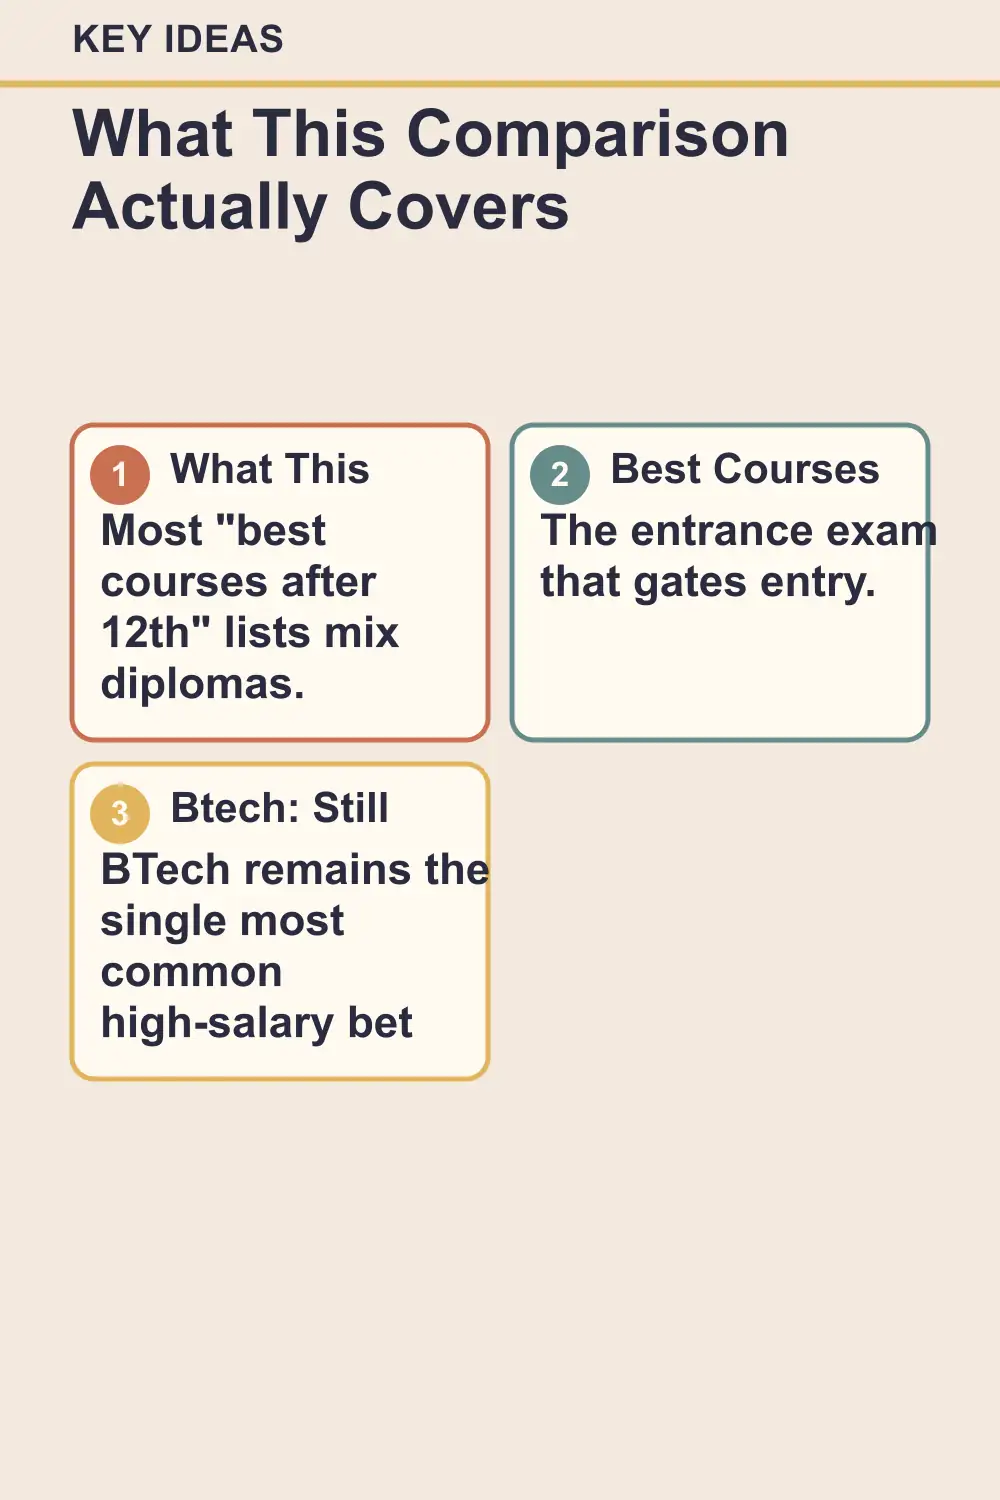 KEY IDEAS
What This Comparison
Actually Covers
1 What This
Most "best
courses after
12th" lists mix
diplomas.
2 Best Courses
The entrance exam
that gates entry.
3 Btech: Still
BTech remains the
single most
common
high-salary bet